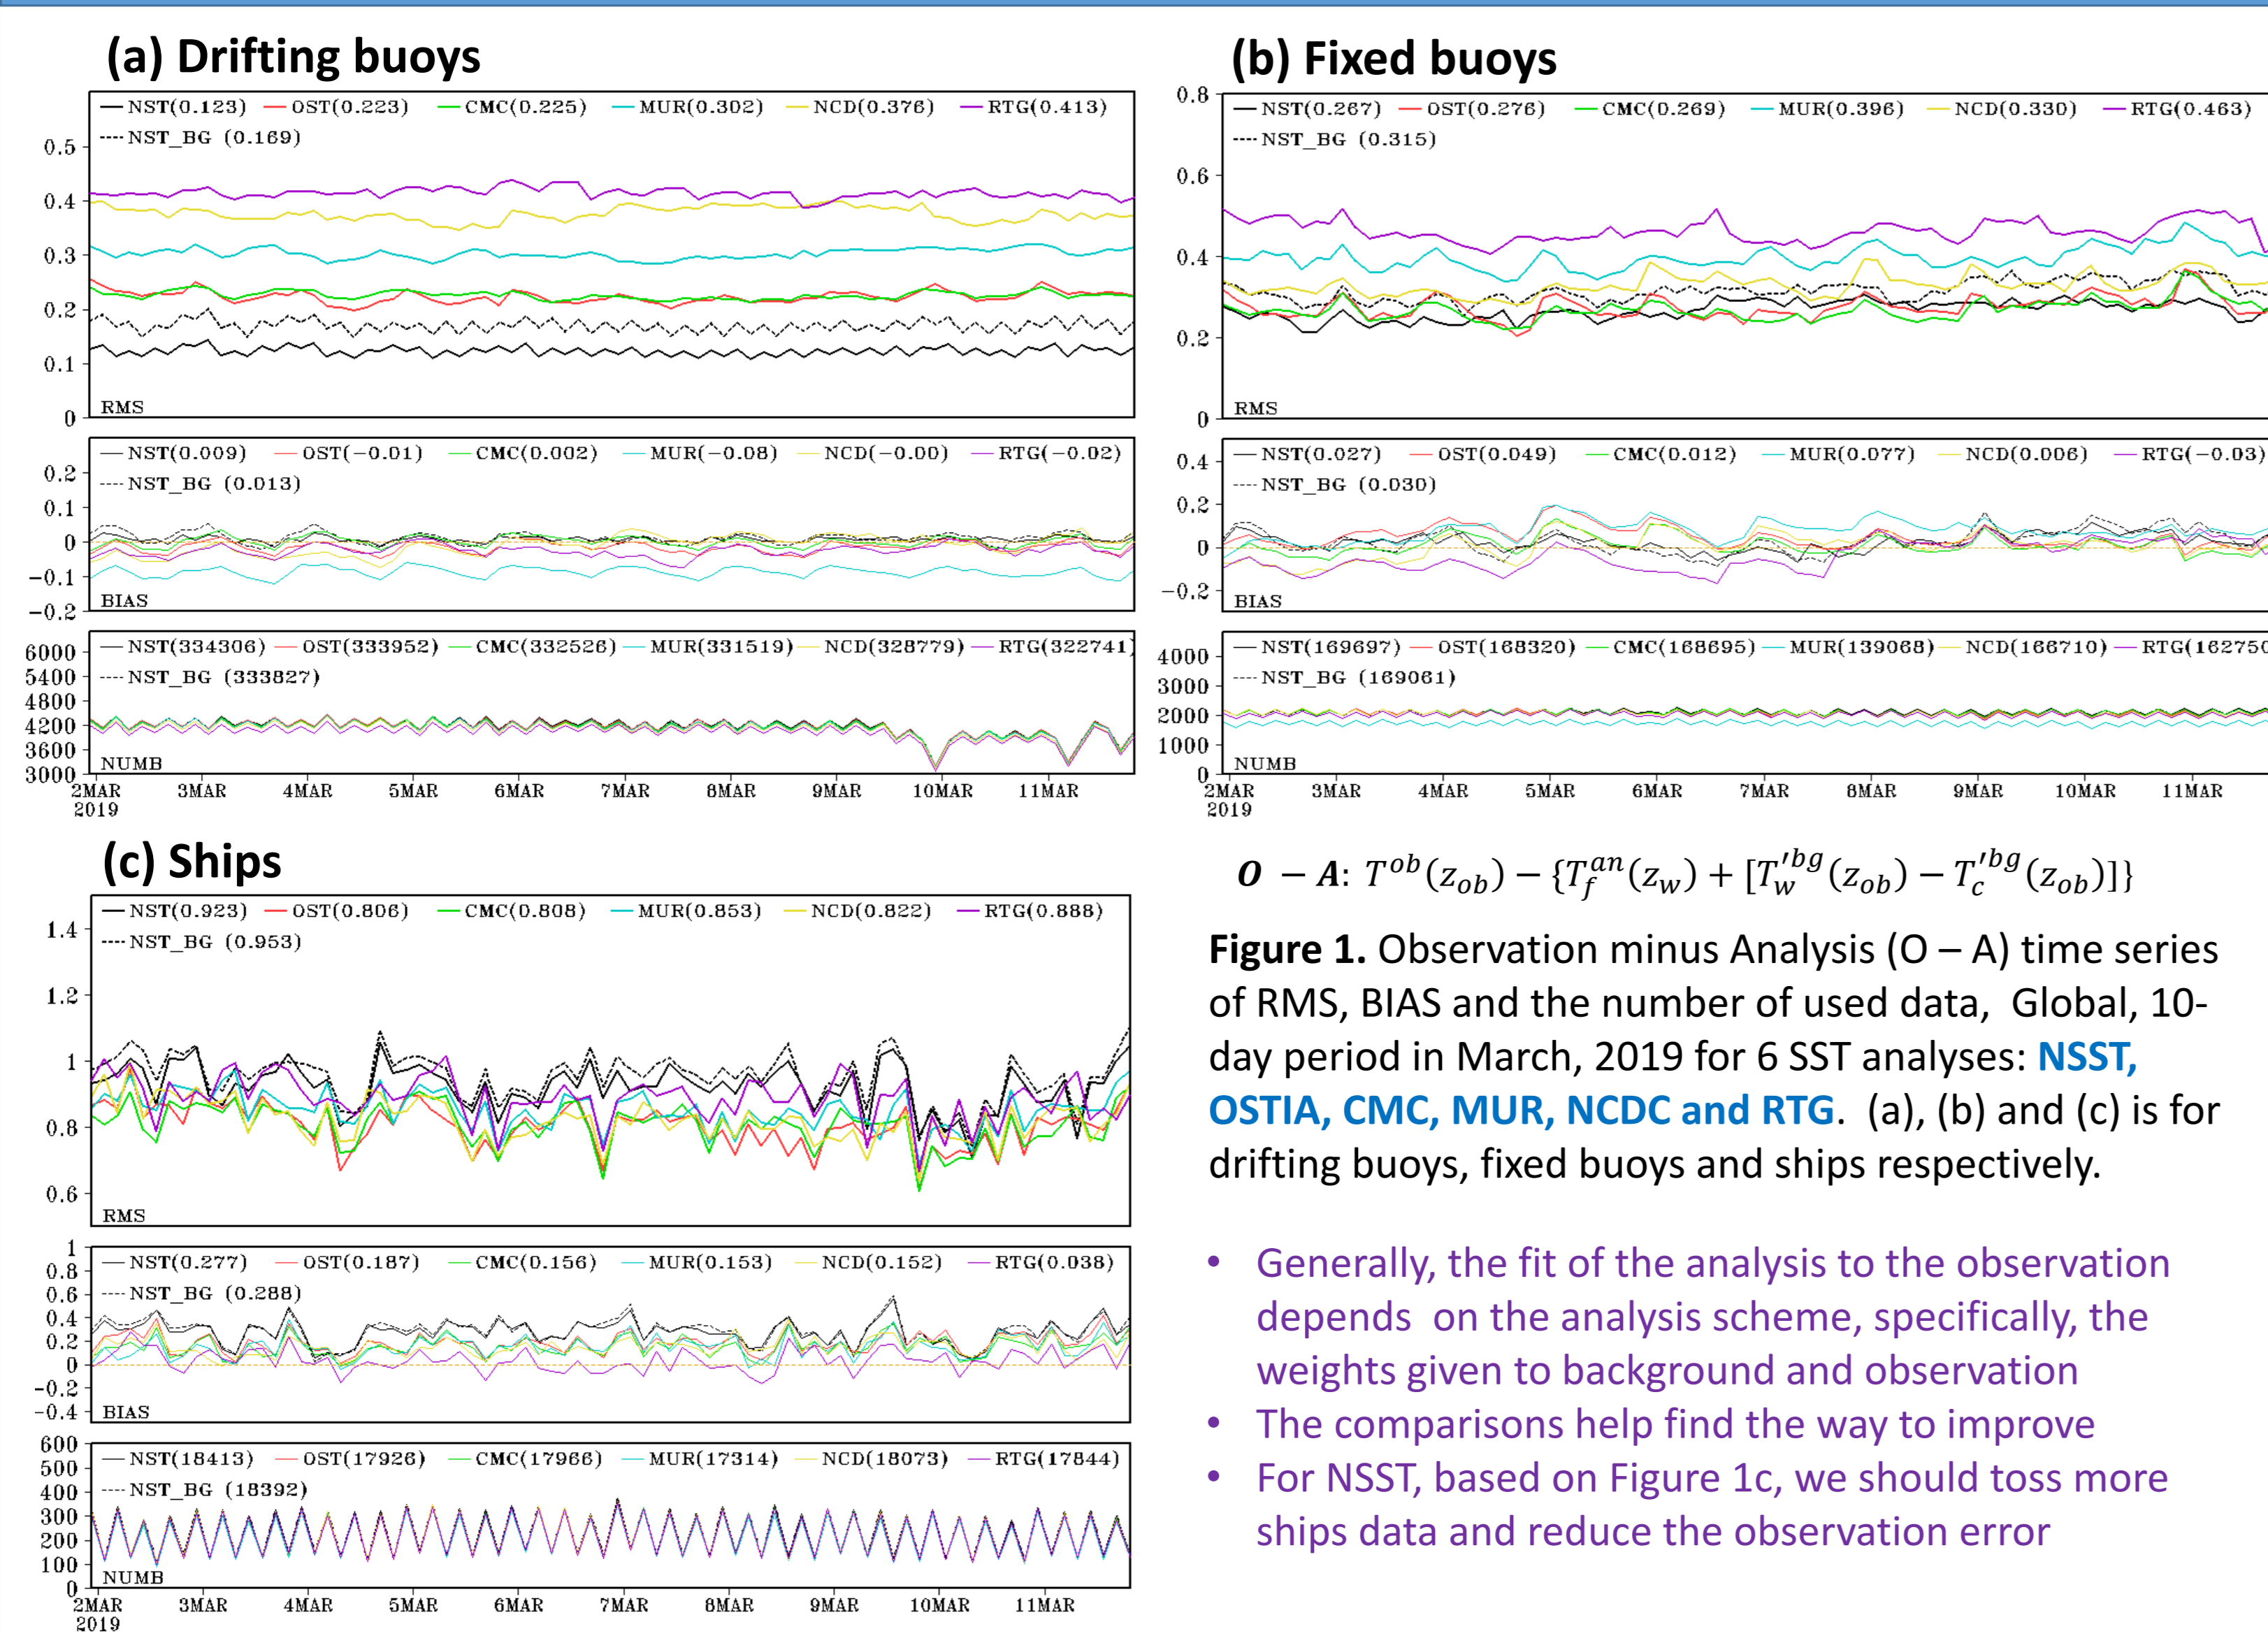 (a) Drifting buoys
NST(0.123) OST(0.223) CMC(0.225) MUR(0.302) NCD(0.376) RTG(0.413)
NST_BG (0.169)
0.5
0.4
0.3
0.2
0.1
0
RMS
NST(0.009) OST(-0.01) CMC(0.002) MUR(-0.08) NCD(-0.00) RTG(-0.02)
NST_BG (0.013)
0.2
0.1
0
-0.1
-0.2
BIAS
NST(334306) OST(333952) CMC(332526) MUR(331519) NCD(328779) RTG(322741)
NST_BG (333827)
6000
5400
4800
4200
3600
3000
NUMB
2MAR 3MAR 4MAR 5MAR 6MAR 7MAR 8MAR 9MAR 10MAR 11MAR
2019
(b) Fixed buoys
NST(0.267) OST(0.276) CMC(0.269) MUR(0.396) NCD(0.330) RTG(0.463)
NST_BG (0.315)
0.8
0.6
0.4
0.2
0
RMS
NST(0.027) OST(0.049) CMC(0.012) MUR(0.077) NCD(0.006) RTG(-0.03)
NST_BG (0.030)
0.4
0.2
0
-0.2
BIAS
NST(169697) OST(168320) CMC(168695) MUR(139068) NCD(166710) RTG(162750
NST_BG (169061)
4000
3000
2000
1000
0
NUMB
2MAR 3MAR 4MAR 5MAR 6MAR 7MAR 8MAR 9MAR 10MAR 11MAR
2019
(c) Ships
NST(0.923) OST(0.806) CMC(0.808) MUR(0.853) NCD(0.822) RTG(0.888)
NST_BG (0.953)
1.4
1.2
1
0.8
0.6
RMS
NST(0.277) OST(0.187) CMC(0.156) MUR(0.153) NCD(0.152) RTG(0.038)
NST_BG (0.288)
1
0.8
0.6
0.4
0.2
0
-0.2
-0.4
BIAS
NST(18413) OST(17926) CMC(17966) MUR(17314) NCD(18073) RTG(17844)
NST_BG (18392)
600
500
400
300
200
100
0
NUMB
2MAR 3MAR 4MAR 5MAR 6MAR 7MAR 8MAR 9MAR 10MAR 11MAR
2019
O − A: T^{ob}(z_{ob}) − {T_f^{an}(z_w) + [T_w^{′bg}(z_{ob}) − T_c^{′bg}(z_{ob})]}
Figure 1. Observation minus Analysis (O – A) time series
of RMS, BIAS and the number of used data, Global, 10-
day period in March, 2019 for 6 SST analyses: NSST,
OSTIA, CMC, MUR, NCDC and RTG. (a), (b) and (c) is for
drifting buoys, fixed buoys and ships respectively.
• Generally, the fit of the analysis to the observation
depends on the analysis scheme, specifically, the
weights given to background and observation
• The comparisons help find the way to improve
• For NSST, based on Figure 1c, we should toss more
ships data and reduce the observation error